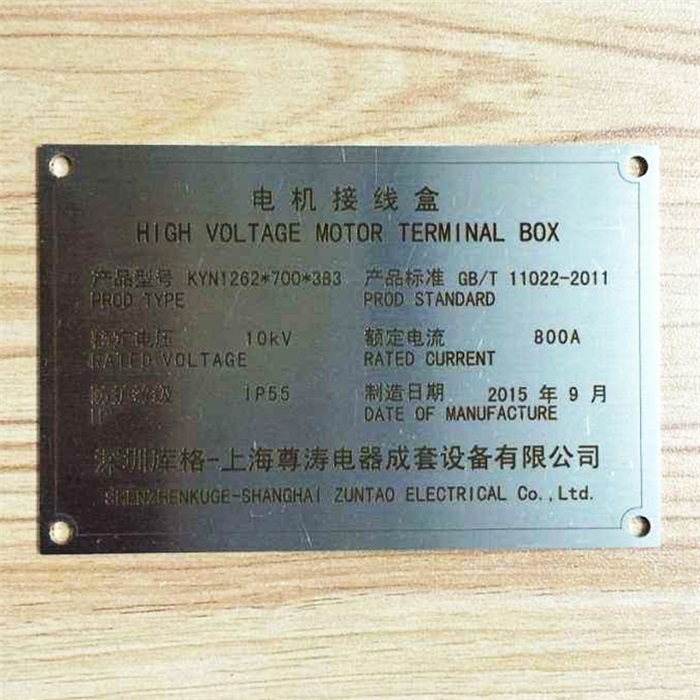 电机接线盒
HIGH VOLTAGE MOTOR TERMINAL BOX
产品型号 KYN1262*700*383 产品标准 GB/T 11022-2011
PROD TYPE PROD STANDARD
额定电压 10kV 额定电流 800A
RATED VOLTAGE RATED CURRENT
防护等级 IP55 制造日期 2015 年 9 月
DATE OF MANUFACTURE
深圳库格-上海尊涛电器成套设备有限公司
SHENZHENKUGE-SHANGHAI ZUNTAO ELECTRICAL Co.,Ltd.